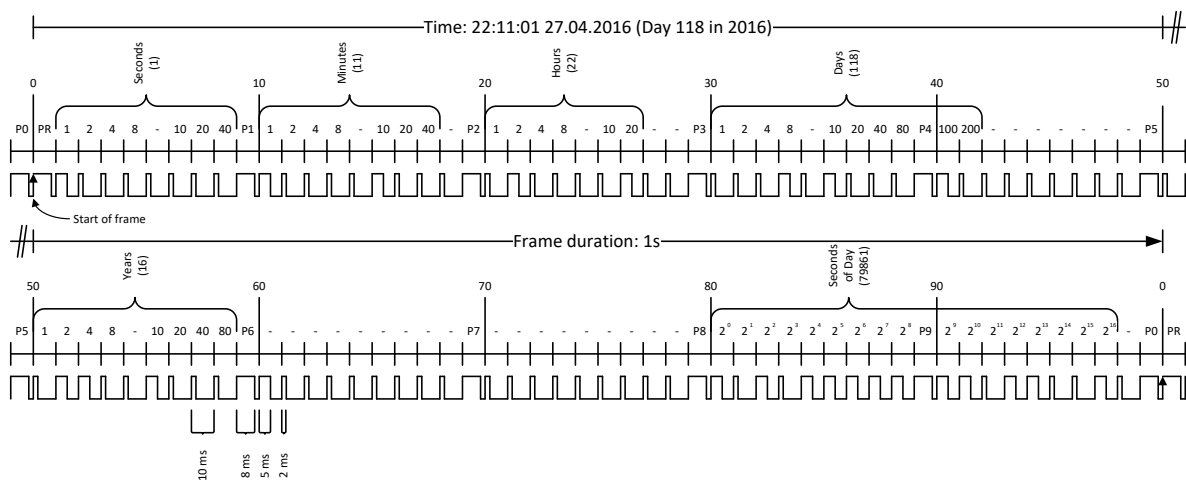 Time: 22:11:01 27.04.2016 (Day 118 in 2016)
Seconds
(1)
Minutes
(11)
Hours
(22)
Days
(118)
0 10 20 30 40 50
P0 PR 1 2 4 8 - 10 20 40 P1 1 2 4 8 - 10 20 40 - P2 1 2 4 8 - 10 20 - - P3 1 2 4 8 - 10 20 40 80 P4 100 200 - - - - - - - P5
Start of frame
Frame duration: 1s
Years
(16)
Seconds
of Day
(79861)
50 60 70 80 90 0
P5 1 2 4 8 - 10 20 40 80 P6 - - - - - - - - - P7 - - - - - - - - - P8 2⁰ 2¹ 2² 2³ 2⁴ 2⁵ 2⁶ 2⁷ 2⁸ P9 2⁹ 2¹⁰ 2¹¹ 2¹² 2¹³ 2¹⁴ 2¹⁵ 2¹⁶ - P0 PR
10 ms
8 ms
5 ms
2 ms